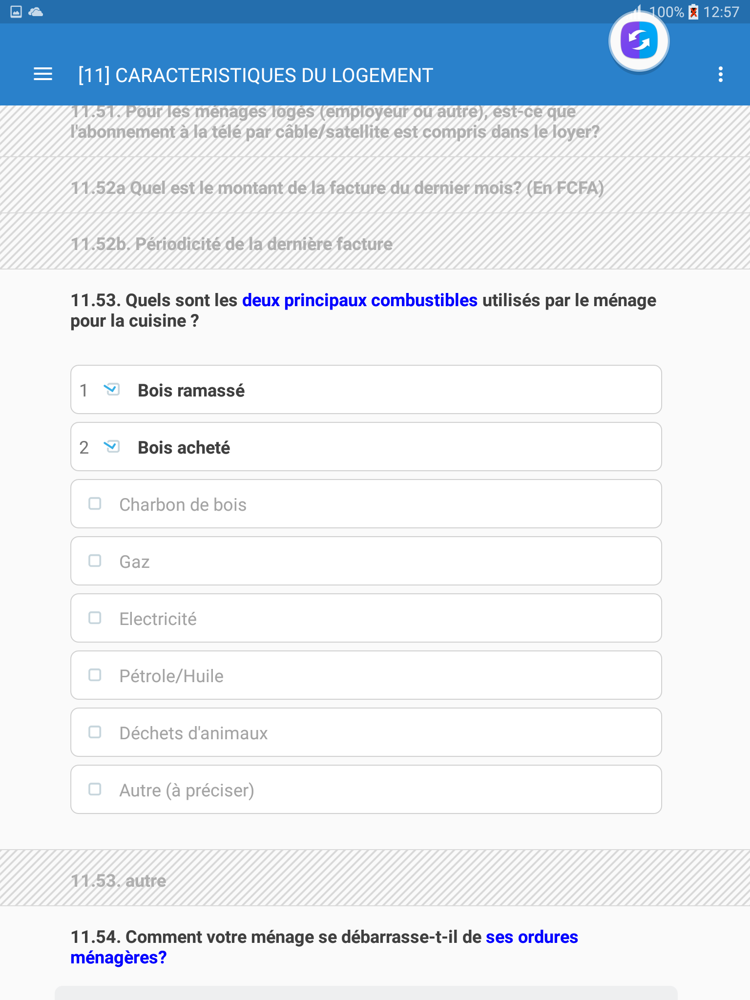 100% 12:57
[11] CARACTERISTIQUES DU LOGEMENT
11.51. Pour les ménages logés (employeur ou autre), est-ce que
l'abonnement à la télé par câble/satellite est compris dans le loyer?
11.52a Quel est le montant de la facture du dernier mois? (En FCFA)
11.52b. Périodicité de la dernière facture
11.53. Quels sont les deux principaux combustibles utilisés par le ménage
pour la cuisine ?
1 Bois ramassé
2 Bois acheté
Charbon de bois
Gaz
Electricité
Pétrole/Huile
Déchets d'animaux
Autre (à préciser)
11.53. autre
11.54. Comment votre ménage se débarrasse-t-il de ses ordures
ménagères?